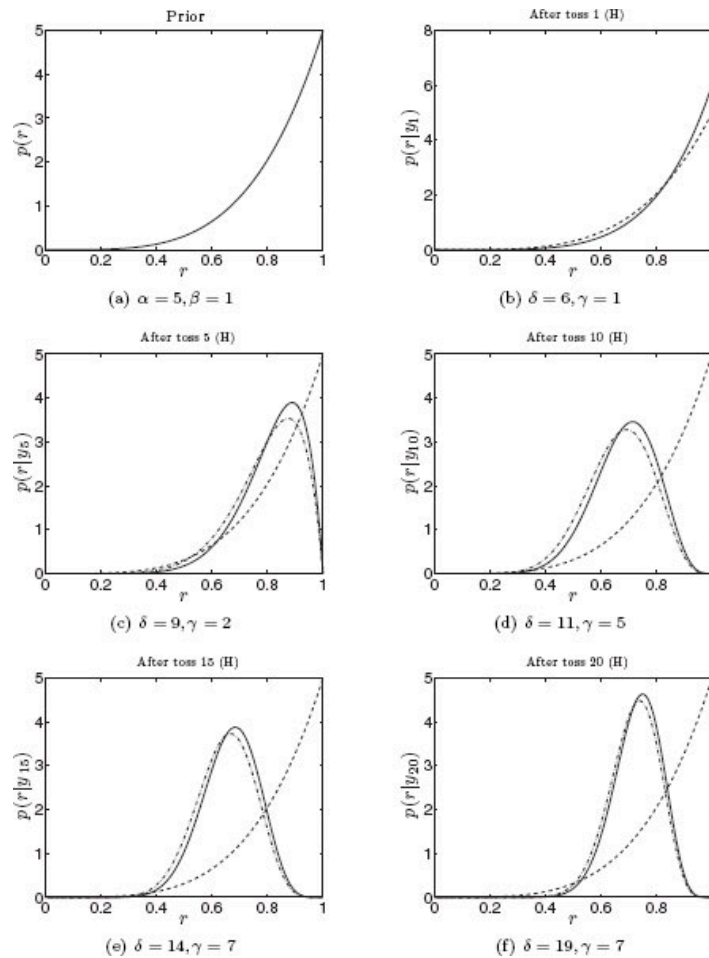 Prior
5
4
3
2
1
0
p(r)
0 0.2 0.4 0.6 0.8 1
r
(a) α = 5, β = 1
After toss 1 (H)
8
6
4
2
0
p(r|y₁)
0 0.2 0.4 0.6 0.8
r
(b) δ = 6, γ = 1
After toss 5 (H)
5
4
3
2
1
0
p(r|y₅)
0 0.2 0.4 0.6 0.8 1
r
(c) δ = 9, γ = 2
After toss 10 (H)
5
4
3
2
1
0
p(r|y₁₀)
0 0.2 0.4 0.6 0.8
r
(d) δ = 11, γ = 5
After toss 15 (H)
5
4
3
2
1
0
p(r|y₁₅)
0 0.2 0.4 0.6 0.8 1
r
(e) δ = 14, γ = 7
After toss 20 (H)
5
4
3
2
1
0
p(r|y₂₀)
0 0.2 0.4 0.6 0.8
r
(f) δ = 19, γ = 7